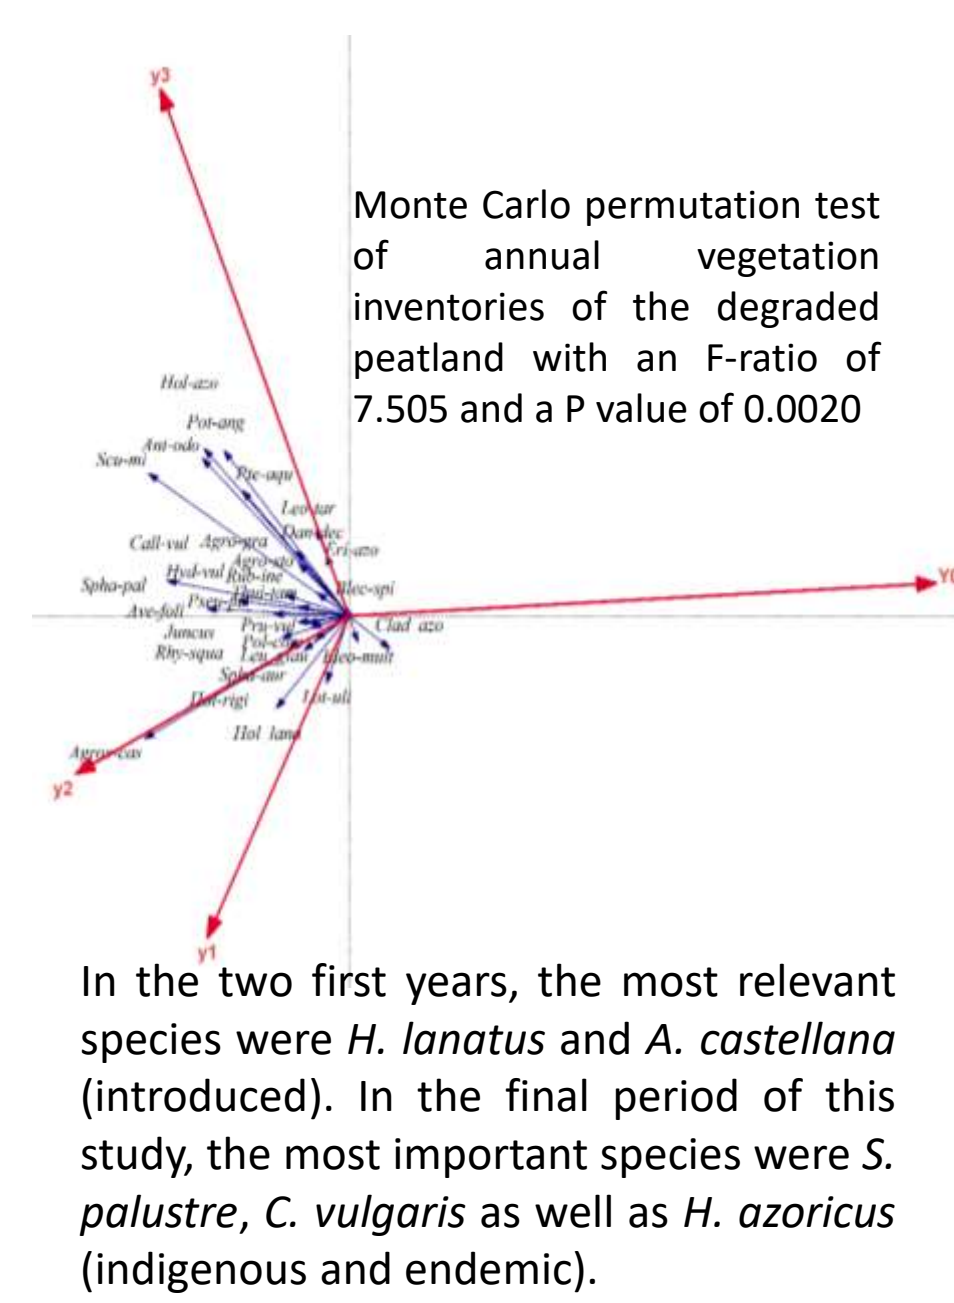 y3
Monte Carlo permutation test
of annual vegetation
inventories of the degraded
peatland with an F-ratio of
7.505 and a P value of 0.0020
Hol-azo
Pot-ang
Ant-odo
Scu-mi
Pte-aqu
Leo-tar
Dan-dec
Call-vul Agro-gra
Eri-azo
Agro-sto
Hyd-vul Rub-ine
Spha-pal
Blec-spi
Y0
Ave-foli
Clad azo
Pru-vul
Juncus
Rhy-squa
Eleo-mult
Spha-aur
Lot-uli
Hol lana
Agros-cas
y2
y1
In the two first years, the most relevant
species were H. lanatus and A. castellana
(introduced). In the final period of this
study, the most important species were S.
palustre, C. vulgaris as well as H. azoricus
(indigenous and endemic).